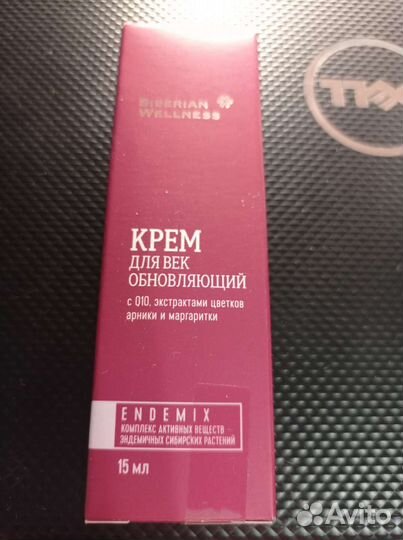 SIBERIAN
WELLNESS
КРЕМ
ДЛЯ ВЕК
ОБНОВЛЯЮЩИЙ
с Q10, экстрактами цветков
арники и маргаритки
ENDEMIX
КОМПЛЕКС АКТИВНЫХ ВЕЩЕСТВ
ЭНДЕМИЧНЫХ СИБИРСКИХ РАСТЕНИЙ
15 мл
Avito